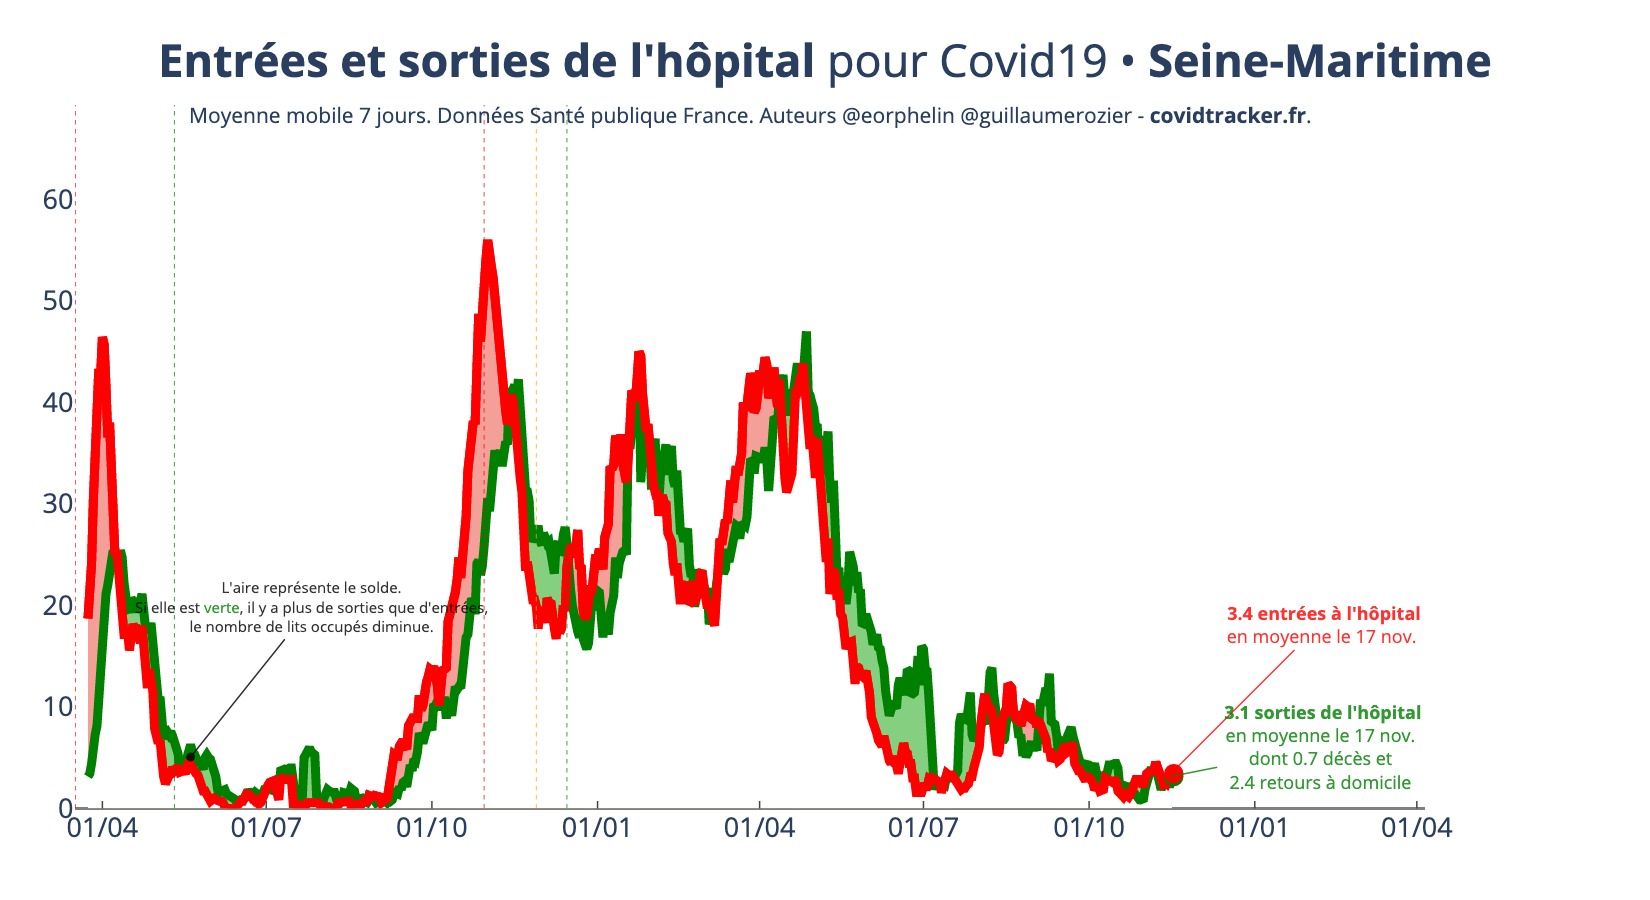 Entrées et sorties de l'hôpital pour Covid19 • Seine-Maritime
Moyenne mobile 7 jours. Données Santé publique France. Auteurs @eorphelin @guillaumerozier - covidtracker.fr.
60
50
40
30
20
10
0
L'aire représente le solde.
Si elle est verte, il y a plus de sorties que d'entrées,
le nombre de lits occupés diminue.
3.4 entrées à l'hôpital
en moyenne le 17 nov.
3.1 sorties de l'hôpital
en moyenne le 17 nov.
dont 0.7 décès et
2.4 retours à domicile
01/04 01/07 01/10 01/01 01/04 01/07 01/10 01/01 01/04